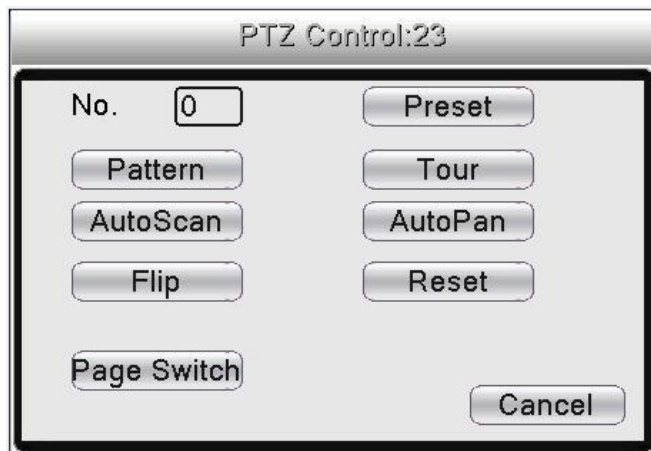 PTZ Control:23
No. 0 Preset
Pattern Tour
AutoScan AutoPan
Flip Reset
Page Switch
Cancel